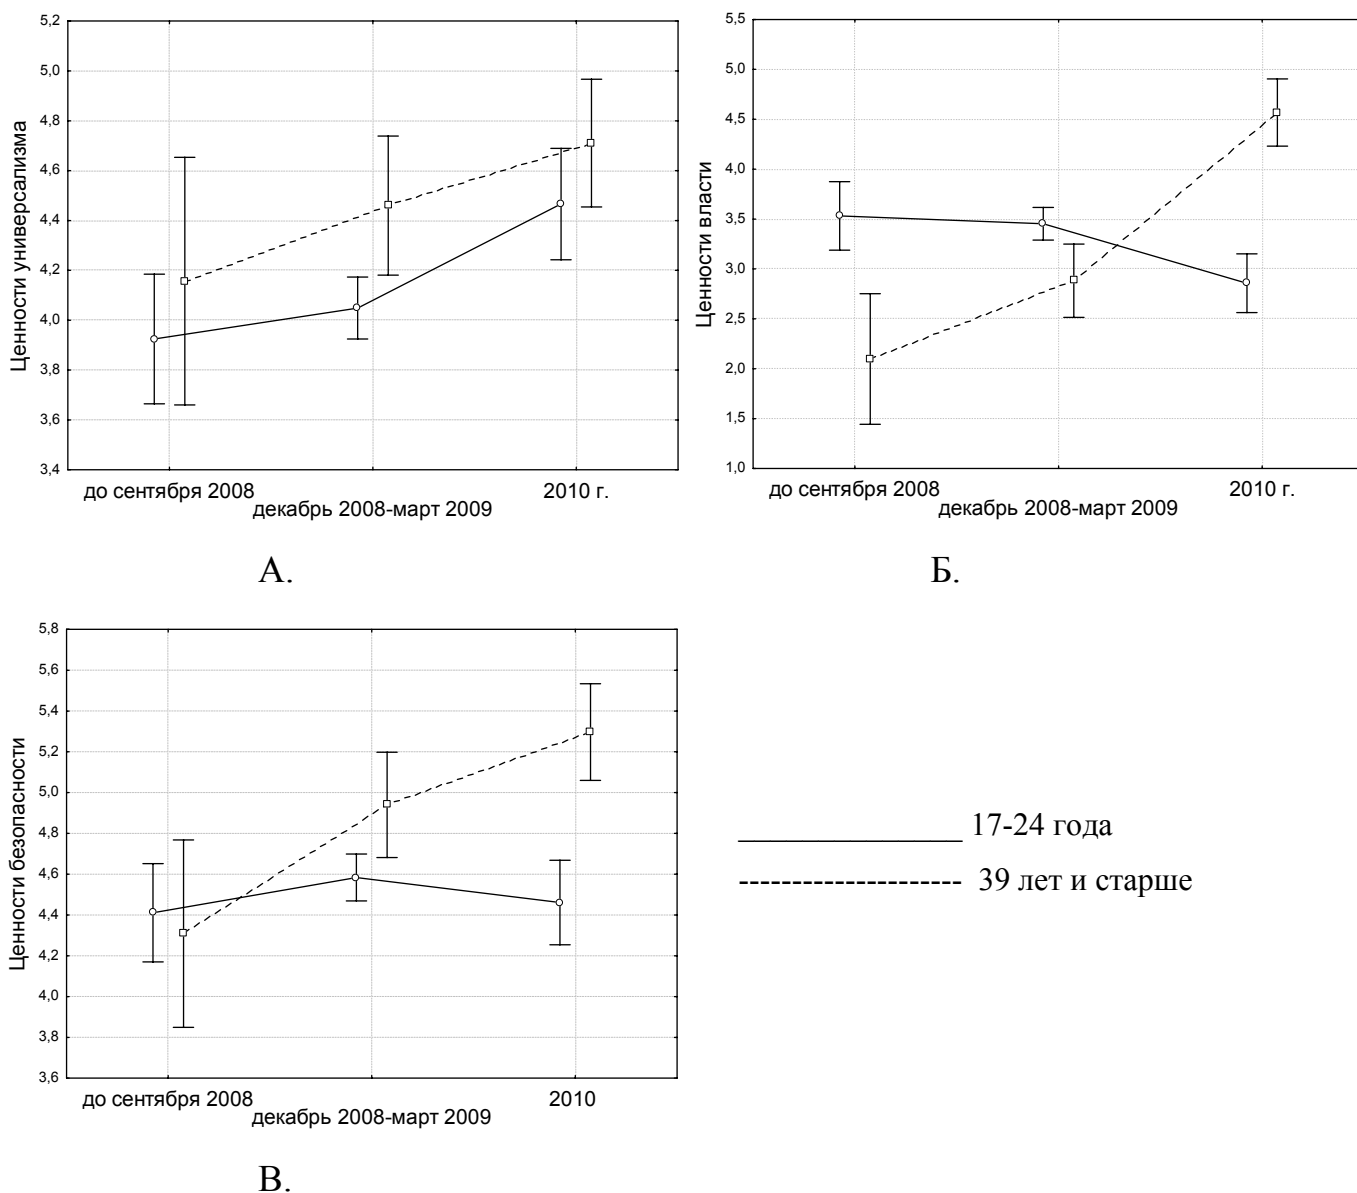 Ценности универсализма
5,2
5,0
4,8
4,6
4,4
4,2
4,0
3,8
3,6
3,4
до сентября 2008
2010 г.
декабрь 2008-март 2009
А.
Ценности власти
5,5
5,0
4,5
4,0
3,5
3,0
2,5
2,0
1,5
1,0
до сентября 2008
2010 г.
декабрь 2008-март 2009
Б.
Ценности безопасности
5,8
5,6
5,4
5,2
5,0
4,8
4,6
4,4
4,2
4,0
3,8
3,6
до сентября 2008
2010
декабрь 2008-март 2009
В.
17-24 года
39 лет и старше